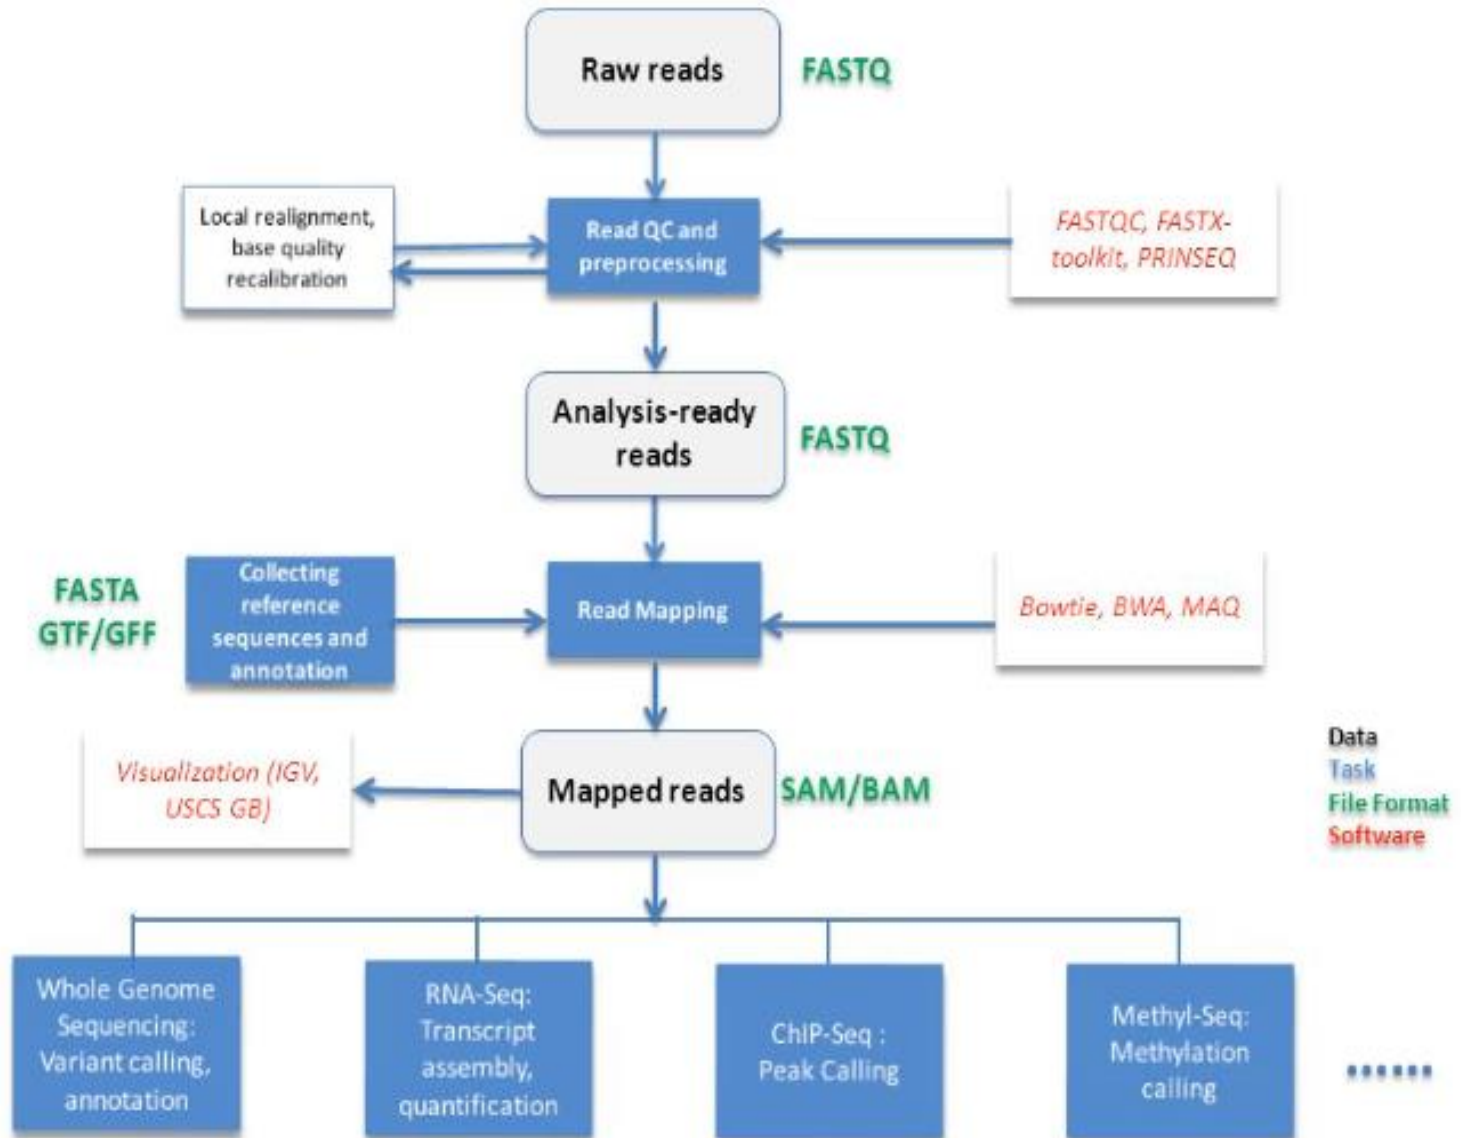 Raw reads
FASTQ
Local realignment,
base quality
recalibration
Read QC and
preprocessing
FASTQC, FASTX-
toolkit, PRINSEQ
Analysis-ready
reads
FASTQ
FASTA
GTF/GFF
Collecting
reference
sequences and
annotation
Read Mapping
Bowtie, BWA, MAQ
Visualization (IGV,
USCS GB)
Mapped reads
SAM/BAM
Data
Task
File Format
Software
Whole Genome
Sequencing:
Variant calling,
annotation
RNA-Seq:
Transcript
assembly,
quantification
ChIP-Seq :
Peak Calling
Methyl-Seq:
Methylation
calling
......